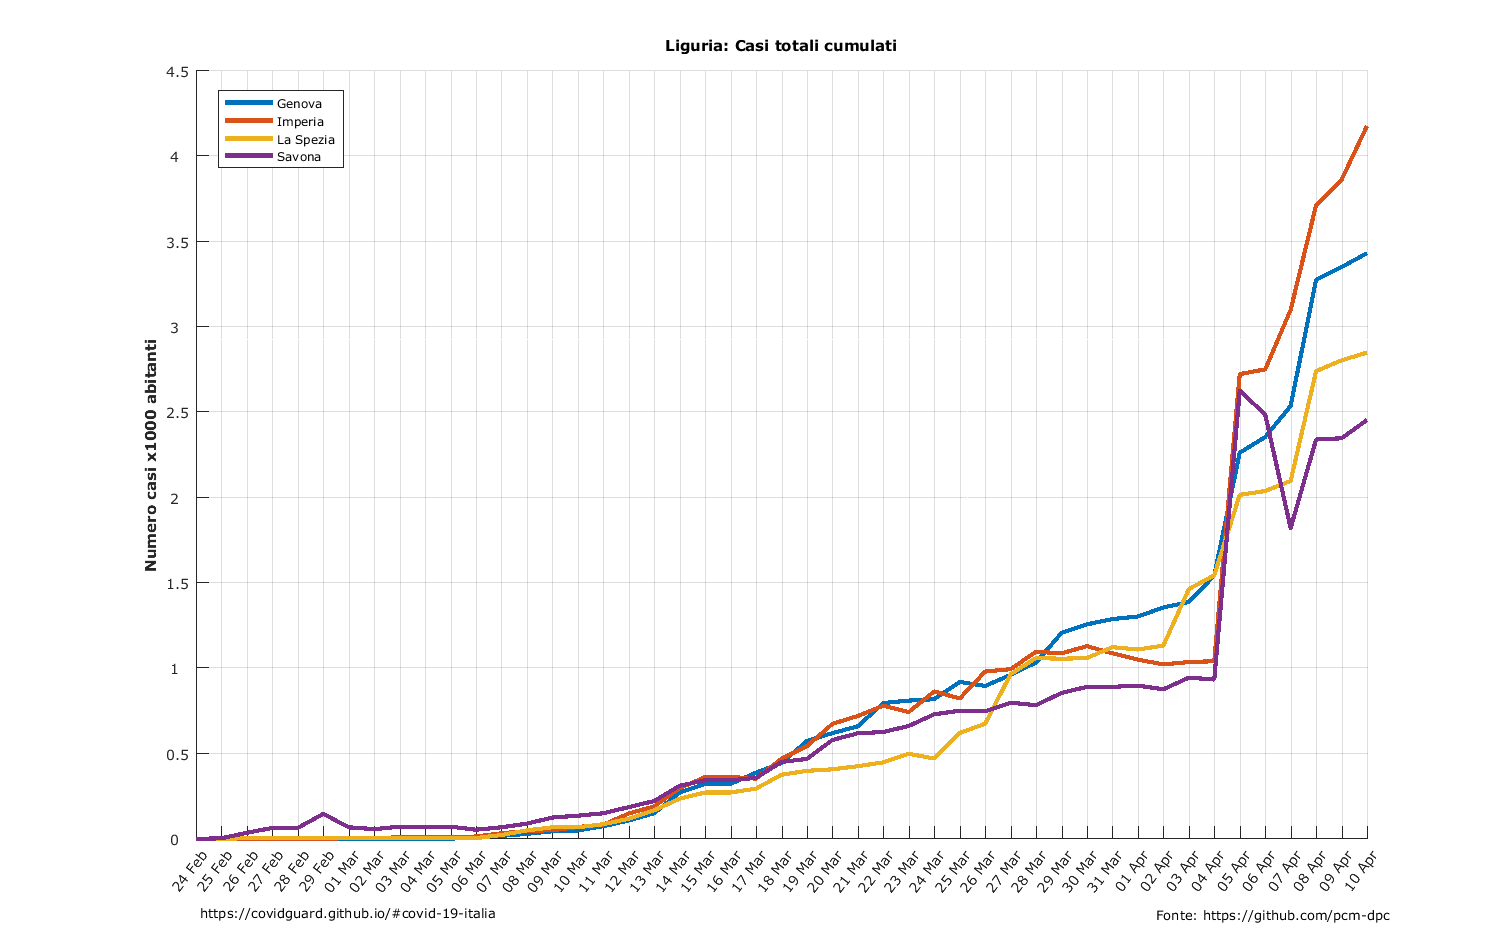 Liguria: Casi totali cumulati
4.5
4
3.5
3
2.5
2
1.5
1
0.5
0
Numero casi x1000 abitanti
Genova
Imperia
La Spezia
Savona
24 Feb
25 Feb
26 Feb
27 Feb
28 Feb
29 Feb
01 Mar
02 Mar
03 Mar
04 Mar
05 Mar
06 Mar
07 Mar
08 Mar
09 Mar
10 Mar
11 Mar
12 Mar
13 Mar
14 Mar
15 Mar
16 Mar
17 Mar
18 Mar
19 Mar
20 Mar
21 Mar
22 Mar
23 Mar
24 Mar
25 Mar
26 Mar
27 Mar
28 Mar
29 Mar
30 Mar
31 Mar
01 Apr
02 Apr
03 Apr
04 Apr
05 Apr
06 Apr
07 Apr
08 Apr
09 Apr
10 Apr
https://covidguard.github.io/#covid-19-italia
Fonte: https://github.com/pcm-dpc